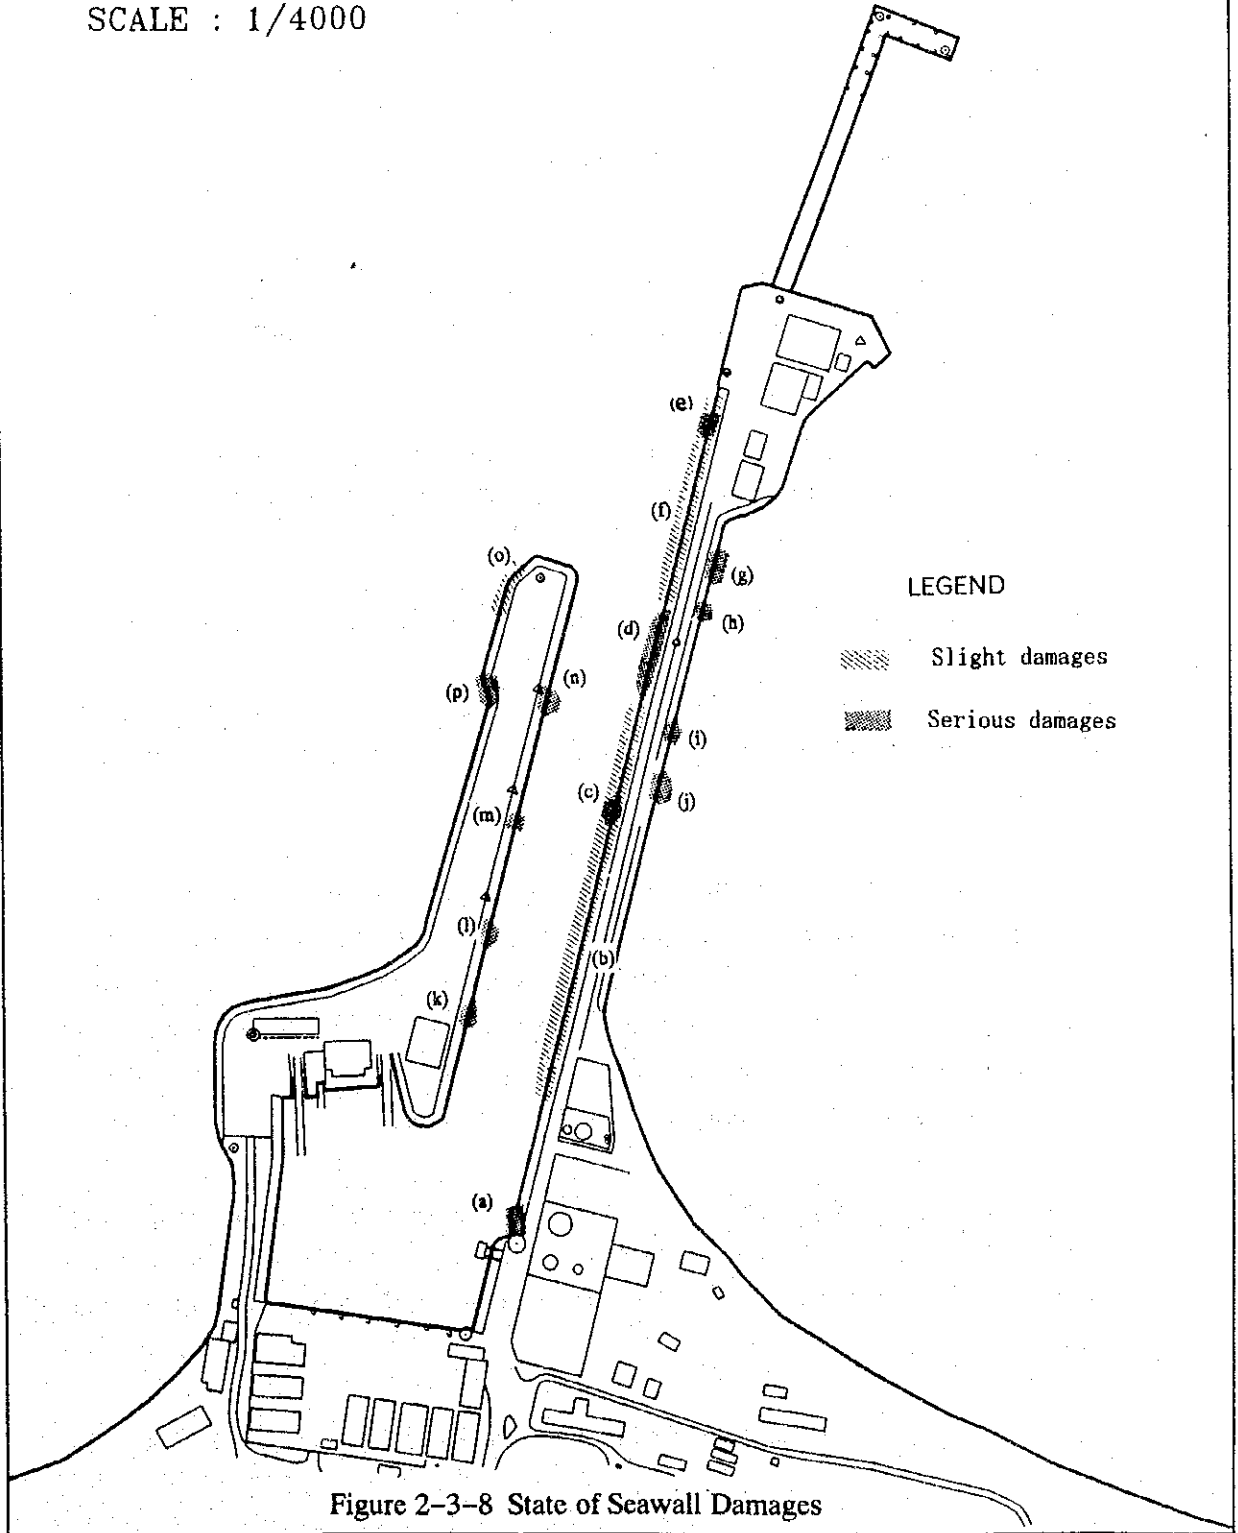 SCALE : 1/4000
(e)
(f)
(o)
(g)
LEGEND
(h)
(d)
Slight damages
(n)
(p)
Serious damages
(i)
(c)
(j)
(m)
(l)
(b)
(k)
(a)
Figure 2-3-8 State of Seawall Damages